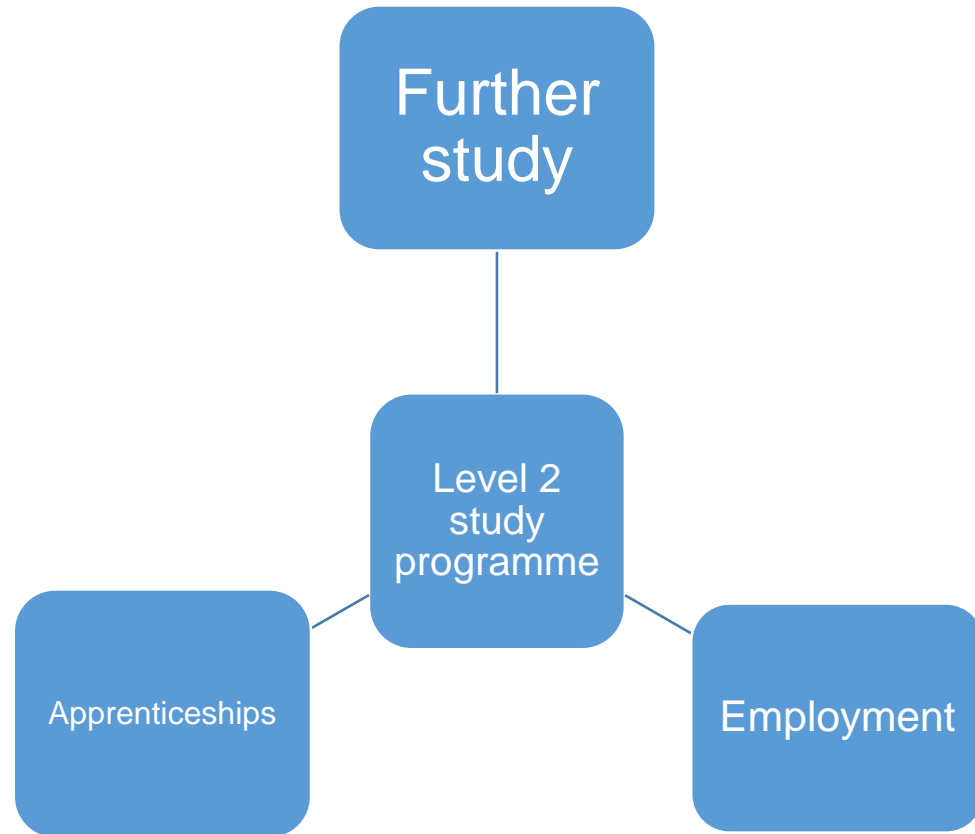 Further
study
Level 2
study
programme
Apprenticeships
Employment